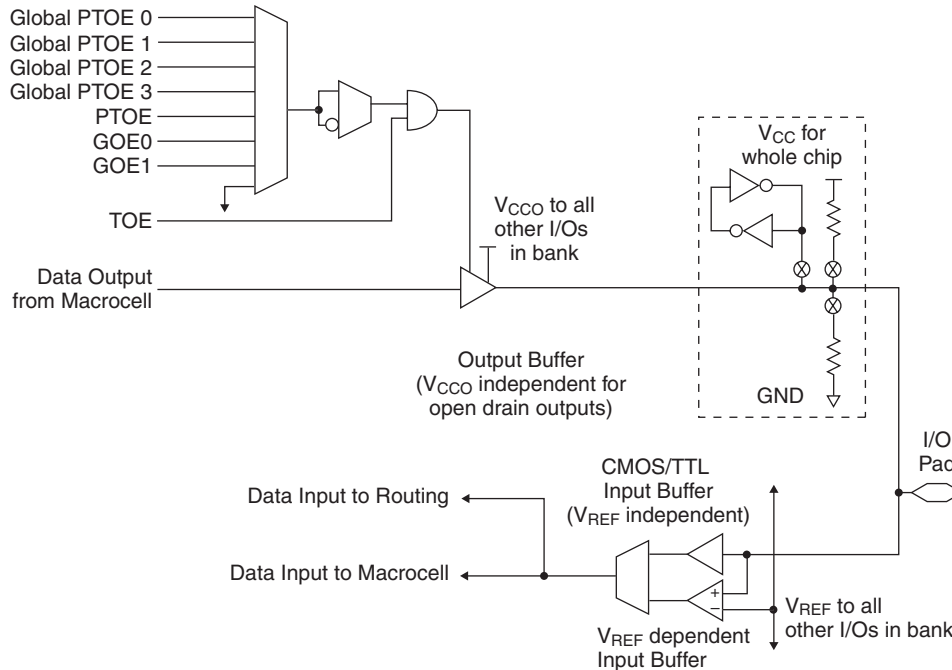 Global PTOE 0
Global PTOE 1
Global PTOE 2
Global PTOE 3
PTOE
GOE0
GOE1
TOE
Data Output
from Macrocell
VCCO to all
other I/Os
in bank
VCC for
whole chip
Output Buffer
(VCCO independent for
open drain outputs)
GND
I/O
Pad
CMOS/TTL
Input Buffer
(VREF independent)
Data Input to Routing
Data Input to Macrocell
+
–
VREF to all
other I/Os in bank
VREF dependent
Input Buffer